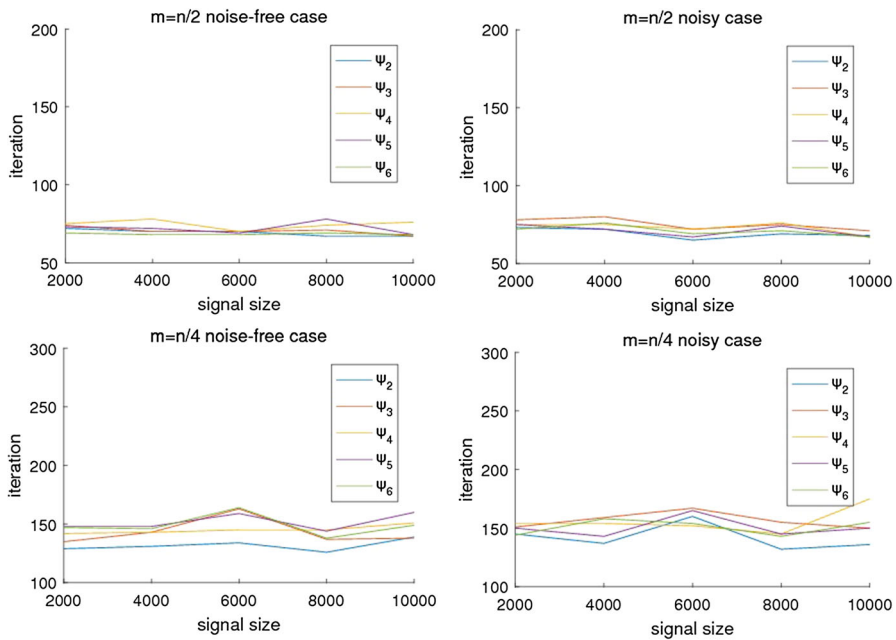 m=n/2 noise-free case
200
150
100
50
iteration
2000 4000 6000 8000 10000
signal size
ψ2
ψ3
ψ4
ψ5
ψ6
m=n/2 noisy case
200
150
100
50
iteration
2000 4000 6000 8000 10000
signal size
ψ2
ψ3
ψ4
ψ5
ψ6
m=n/4 noise-free case
300
250
200
150
100
iteration
2000 4000 6000 8000 10000
signal size
ψ2
ψ3
ψ4
ψ5
ψ6
m=n/4 noisy case
300
250
200
150
100
iteration
2000 4000 6000 8000 10000
signal size
ψ2
ψ3
ψ4
ψ5
ψ6